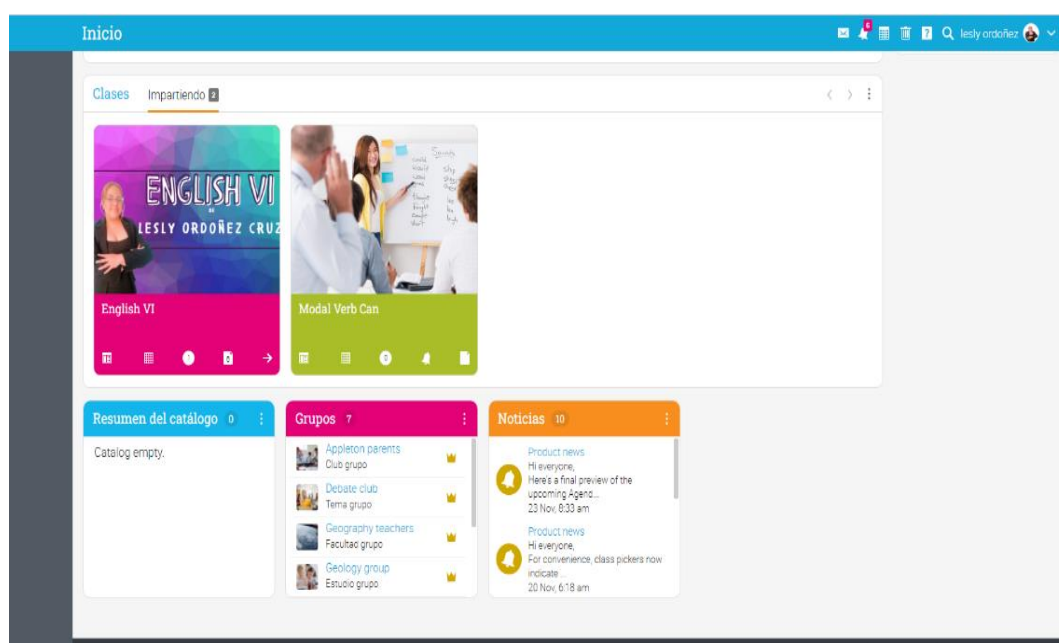 Inicio
6
?
lesly ordoñez
Clases
Impartiendo 2
ENGLISH VI
LESLY ORDOÑEZ CRUZ
English VI
Modal Verb Can
Resumen del catálogo 0
Catalog empty.
Grupos 7
Appleton parents
Club grupo
Debate club
Tema grupo
Geography teachers
Facultad grupo
Geology group
Estudio grupo
Noticias 10
Product news
Hi everyone,
Here's a final preview of the
upcoming Agend...
23 Nov, 8:33 am
Product news
Hi everyone,
For convenience, class pickers now
indicate ...
20 Nov, 6:18 am